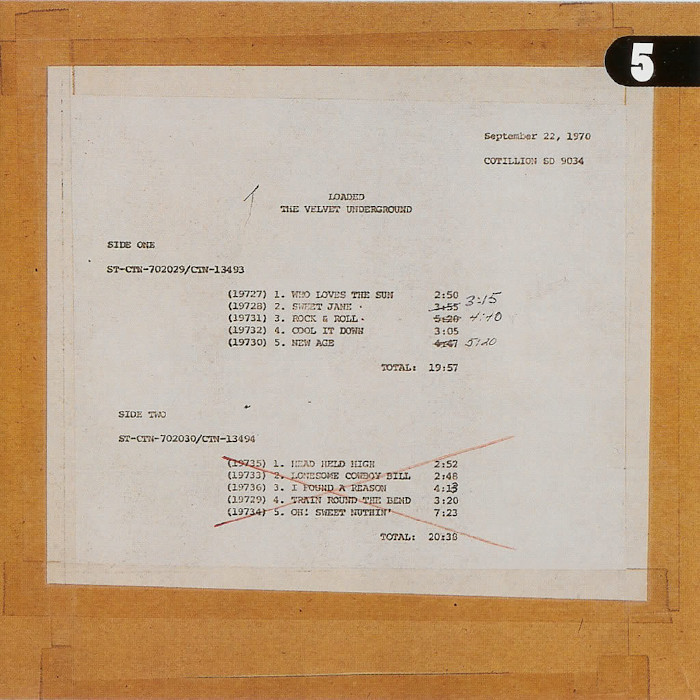 5
September 22, 1970
COTILLION SD 9034
LOADED
THE VELVET UNDERGROUND
SIDE ONE
ST-CTN-702029/CTN-13493
(19727) 1. WHO LOVES THE SUN 2:50
(19728) 2. SWEET JANE 3:55 3:15
(19731) 3. ROCK & ROLL 5:20 4:40
(19732) 4. COOL IT DOWN 3:05
(19730) 5. NEW AGE 4:47 5:20
TOTAL: 19:57
SIDE TWO
ST-CTN-702030/CTN-13494
(19735) 1. HEAD HELD HIGH 2:52
(19733) 2. LONESOME COWBOY BILL 2:48
(19736) 3. I FOUND A REASON 4:13
(19729) 4. TRAIN ROUND THE BEND 3:20
(19734) 5. OH! SWEET NUTHIN' 7:23
TOTAL: 20:38